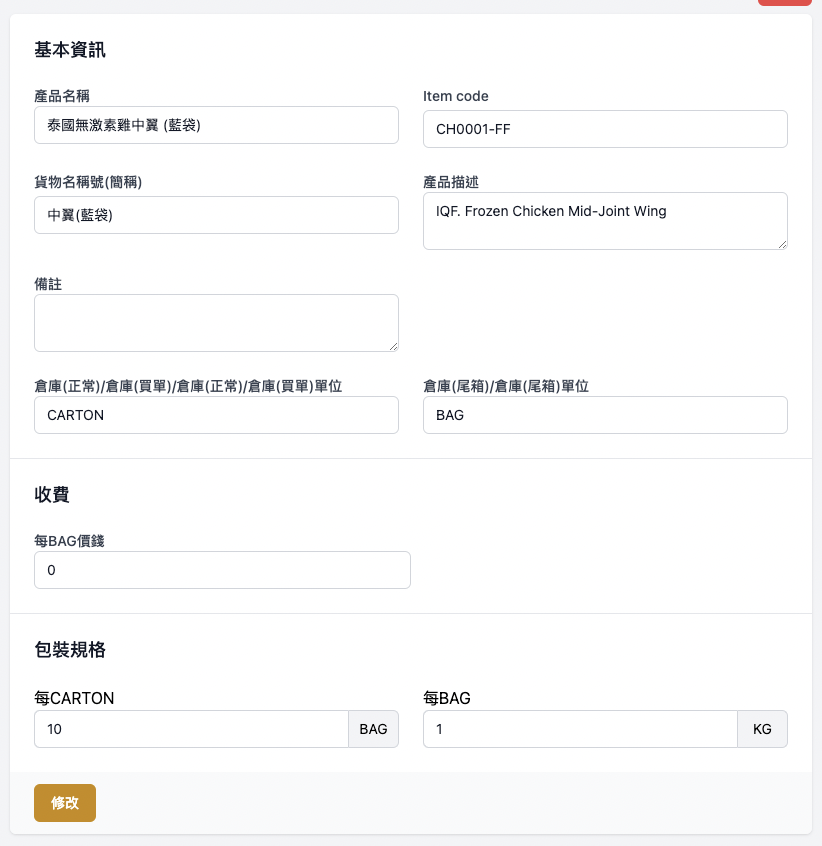 基本資訊
產品名稱
Item code
泰國無激素雞中翼 (藍袋)
CH0001-FF
貨物名稱號(簡稱)
產品描述
中翼(藍袋)
IQF. Frozen Chicken Mid-Joint Wing
備註
倉庫(正常)/倉庫(買單)/倉庫(正常)/倉庫(買單)單位
倉庫(尾箱)/倉庫(尾箱)單位
CARTON
BAG
收費
每BAG價錢
0
包裝規格
每CARTON
每BAG
10 BAG
1 KG
修改